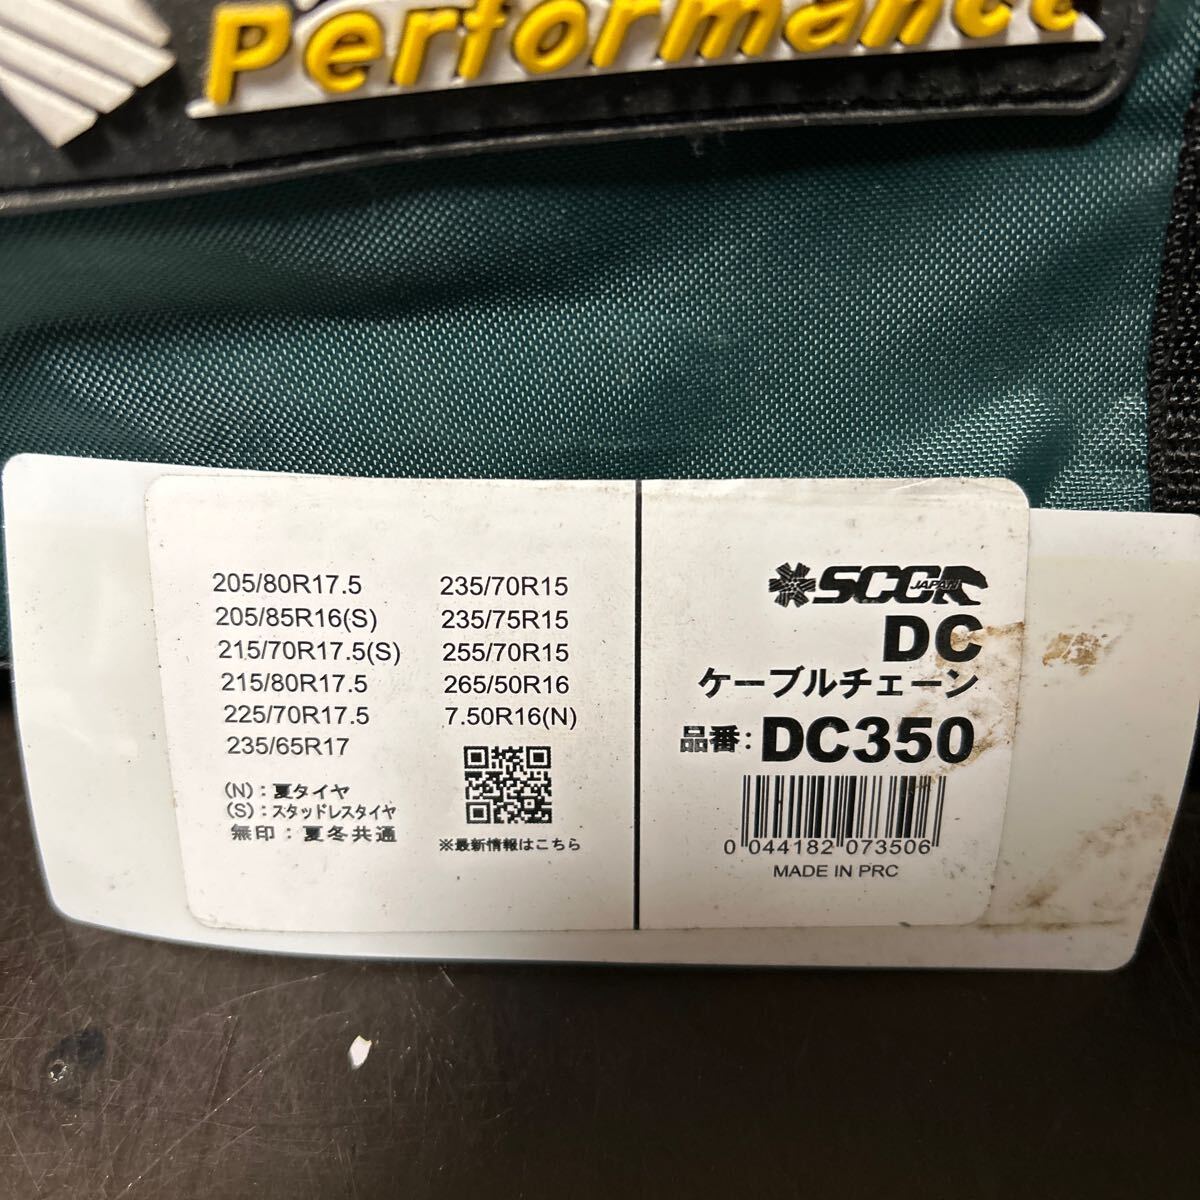 Performance
205/80R17.5
205/85R16(S)
215/70R17.5(S)
215/80R17.5
225/70R17.5
235/65R17
235/70R15
235/75R15
255/70R15
265/50R16
7.50R16(N)
(N)：夏タイヤ
(S)：スタッドレスタイヤ
無印：夏冬共通
※最新情報はこちら
SCCR
JAPAN
DC
ケーブルチェーン
品番：DC350
0 044182 073506
MADE IN PRC